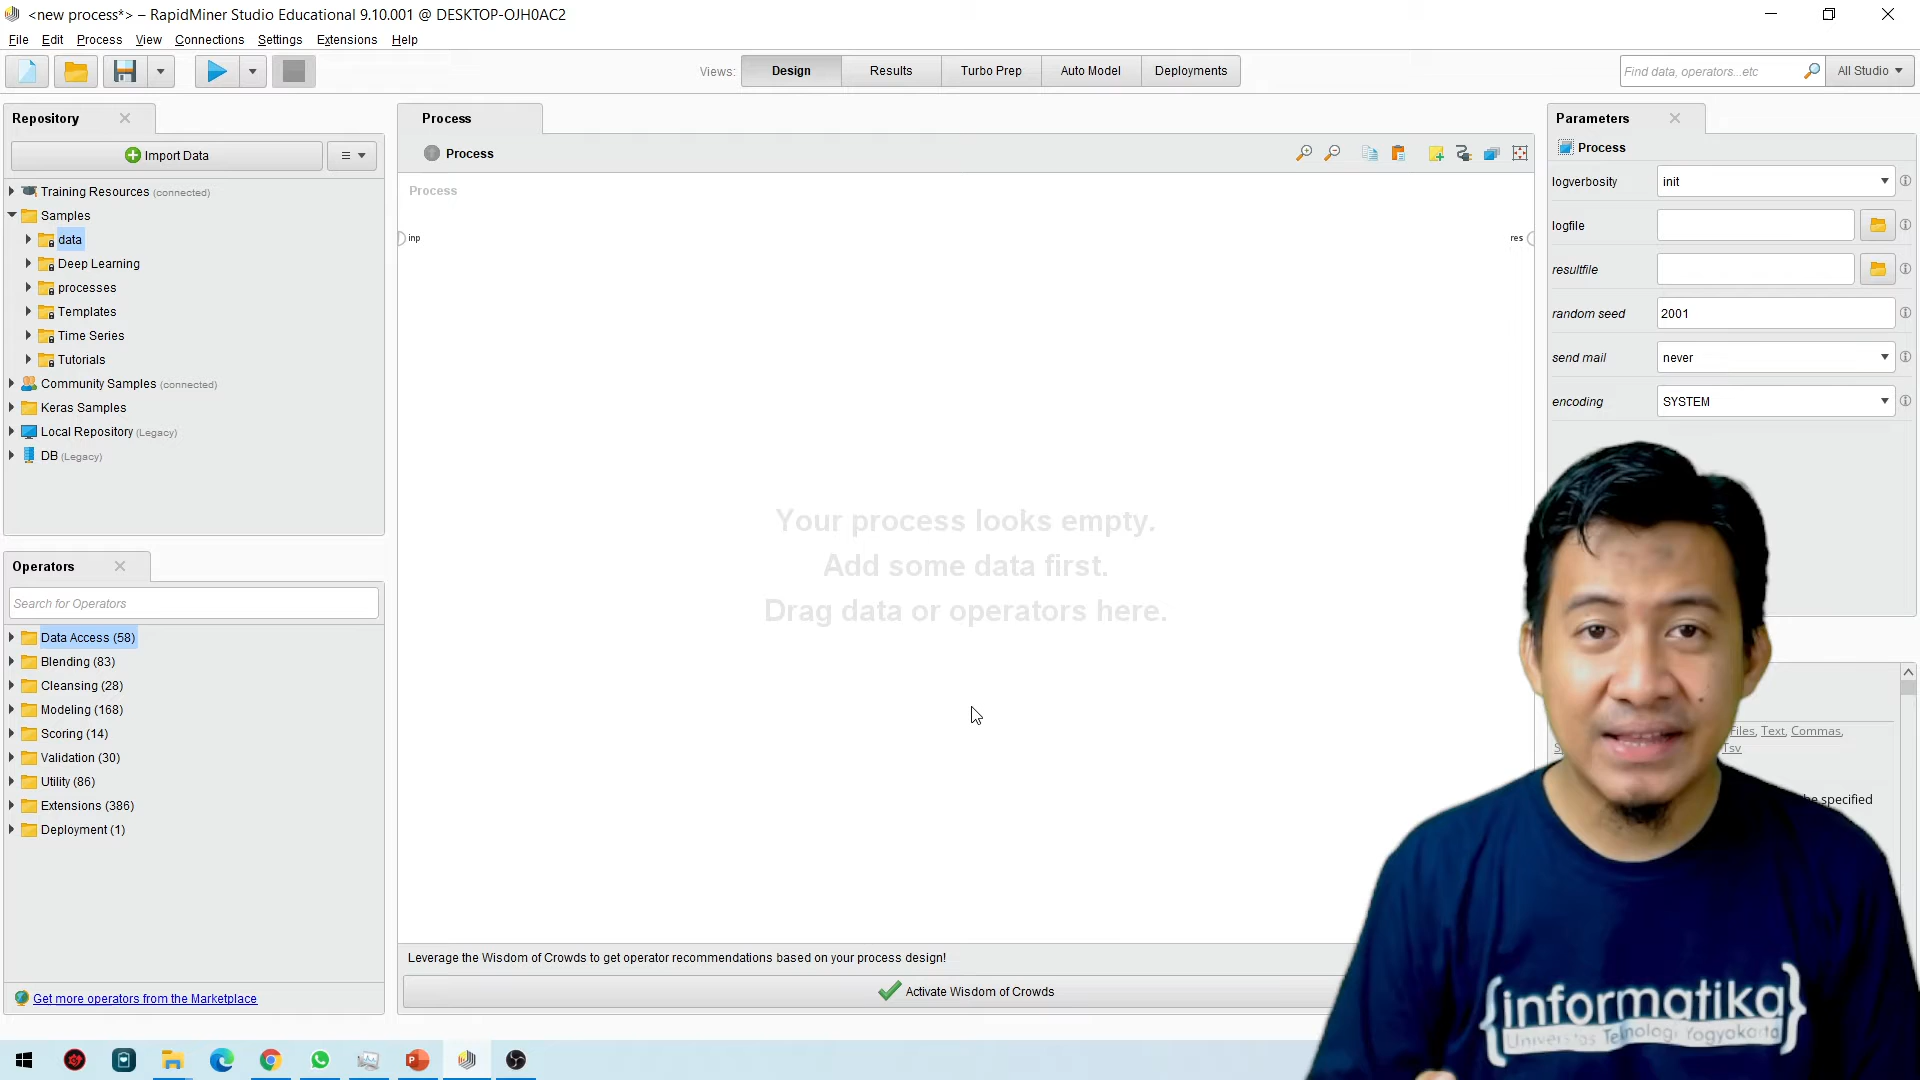 <new process*> – RapidMiner Studio Educational 9.10.001 @ DESKTOP-OJH0AC2
File Edit Process View Connections Settings Extensions Help
Views: Design Results Turbo Prep Auto Model Deployments
Find data, operators...etc
All Studio
Repository
Import Data
Training Resources (connected)
Samples
data
Deep Learning
processes
Templates
Time Series
Tutorials
Community Samples (connected)
Keras Samples
Local Repository (Legacy)
DB (Legacy)
Operators
Search for Operators
Data Access (58)
Blending (83)
Cleansing (28)
Modeling (168)
Scoring (14)
Validation (30)
Utility (86)
Extensions (386)
Deployment (1)
Get more operators from the Marketplace
Process
Process
Process
inp
res
Your process looks empty.
Add some data first.
Drag data or operators here.
Leverage the Wisdom of Crowds to get operator recommendations based on your process design!
Activate Wisdom of Crowds
Parameters
Process
logverbosity init
logfile
resultfile
random seed 2001
send mail never
encoding SYSTEM
Files, Text, Commas,
Tsv
specified
{informatika}
Universitas Teknologi Yogyakarta